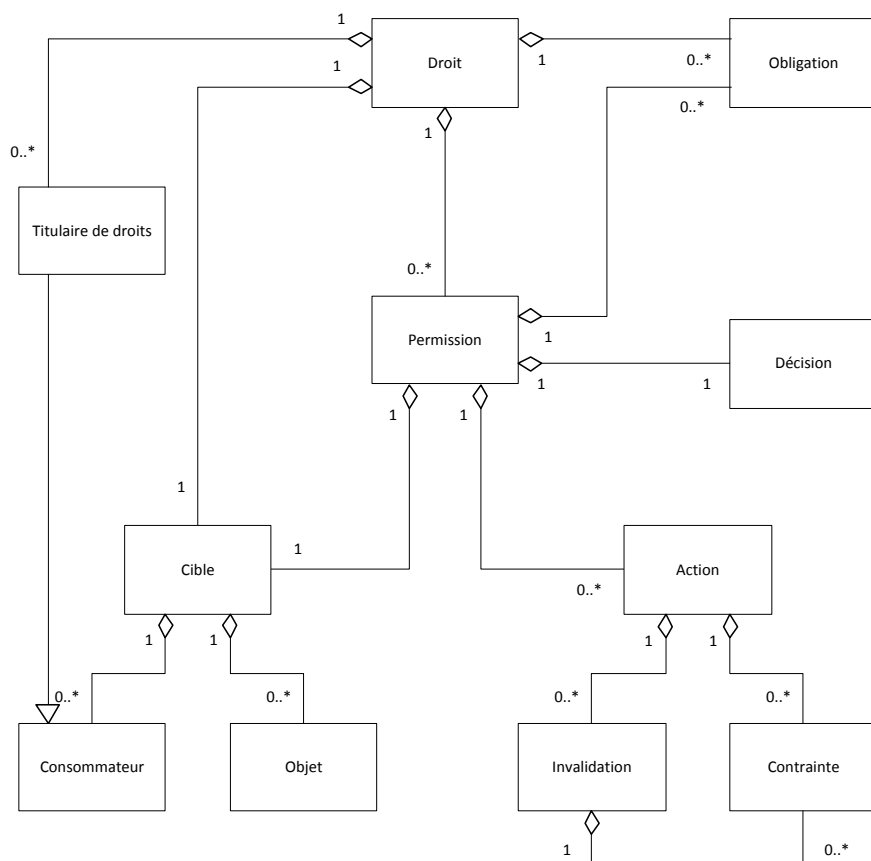 1
Droit
1
0..*
Obligation
1
1
0..*
1
0..*
Titulaire de droits
0..*
Permission
1
Décision
1
1
1
1
1
1
Cible
0..*
Action
1
1
1
1
0..*
0..*
0..*
0..*
Consommateur
Objet
Invalidation
Contrainte
1
0..*